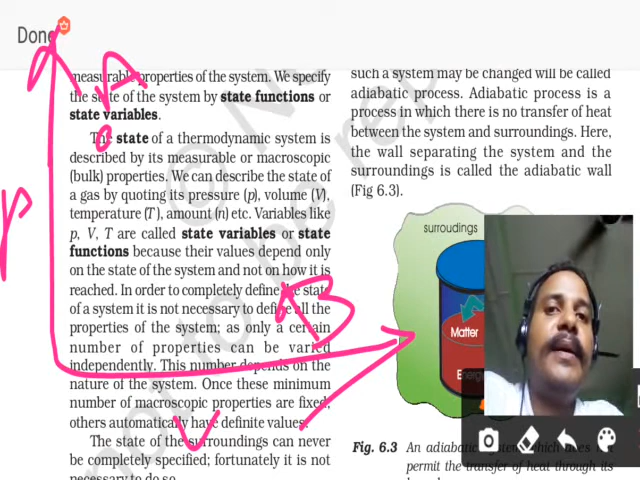 Done
measurable properties of the system. We specify
the state of the system by state functions or
state variables.
The state of a thermodynamic system is
described by its measurable or macroscopic
(bulk) properties. We can describe the state of
a gas by quoting its pressure (p), volume (V),
temperature (T ), amount (n) etc. Variables like
p, V, T are called state variables or state
functions because their values depend only
on the state of the system and not on how it is
reached. In order to completely define the state
of a system it is not necessary to define all the
properties of the system; as only a certain
number of properties can be varied
independently. This number depends on the
nature of the system. Once these minimum
number of macroscopic properties are fixed,
others automatically have definite values.
The state of the surroundings can never
be completely specified; fortunately it is not
necessary to do so.
such a system may be changed will be called
adiabatic process. Adiabatic process is a
process in which there is no transfer of heat
between the system and surroundings. Here,
the wall separating the system and the
surroundings is called the adiabatic wall
(Fig 6.3).
surroudings
Matter
Fig. 6.3 An adiabatic system which does not
permit the transfer of heat through its
A
B
P
V
not to be rep